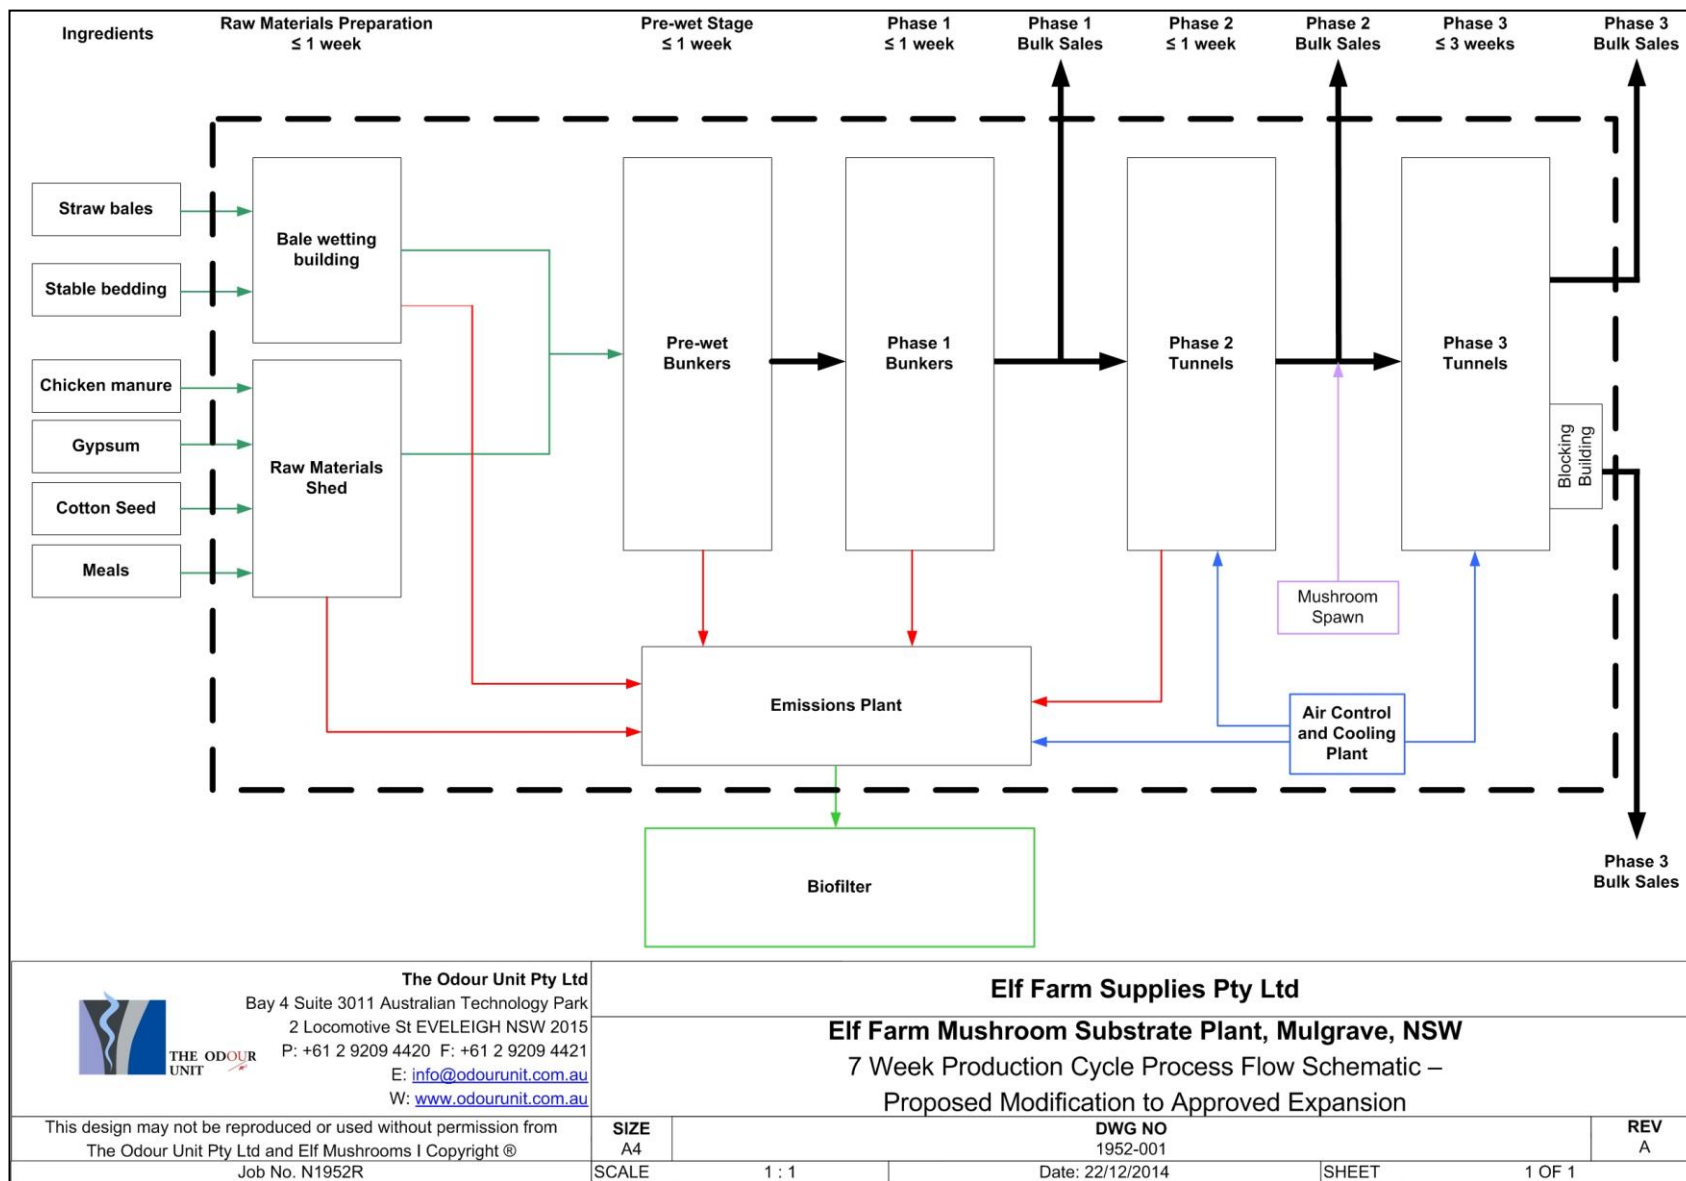 Ingredients
Raw Materials Preparation
≤ 1 week
Pre-wet Stage
≤ 1 week
Phase 1
≤ 1 week
Phase 1
Bulk Sales
Phase 2
≤ 1 week
Phase 2
Bulk Sales
Phase 3
≤ 3 weeks
Phase 3
Bulk Sales
Straw bales
Stable bedding
Chicken manure
Gypsum
Cotton Seed
Meals
Bale wetting
building
Raw Materials
Shed
Pre-wet
Bunkers
Phase 1
Bunkers
Phase 2
Tunnels
Phase 3
Tunnels
Blocking
Building
Mushroom
Spawn
Emissions Plant
Air Control
and Cooling
Plant
Biofilter
Phase 3
Bulk Sales
THE ODOUR
UNIT
The Odour Unit Pty Ltd
Bay 4 Suite 3011 Australian Technology Park
2 Locomotive St EVELEIGH NSW 2015
P: +61 2 9209 4420 F: +61 2 9209 4421
E: info@odourunit.com.au
W: www.odourunit.com.au
Elf Farm Supplies Pty Ltd
Elf Farm Mushroom Substrate Plant, Mulgrave, NSW
7 Week Production Cycle Process Flow Schematic –
Proposed Modification to Approved Expansion
This design may not be reproduced or used without permission from
The Odour Unit Pty Ltd and Elf Mushrooms I Copyright ®
Job No. N1952R
SIZE
A4
DWG NO
1952-001
REV
A
SCALE 1 : 1
Date: 22/12/2014
SHEET 1 OF 1